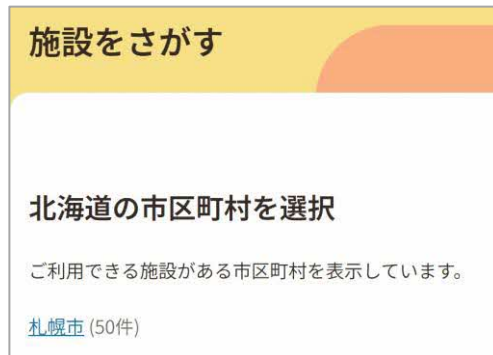 施設をさがす
北海道の市区町村を選択
ご利用できる施設がある市区町村を表示しています。
札幌市 (50件)